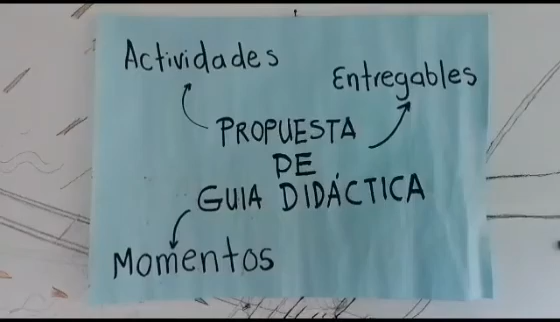 Actividades
Entregables
PROPUESTA
DE
GUIA DIDÁCTICA
Momentos